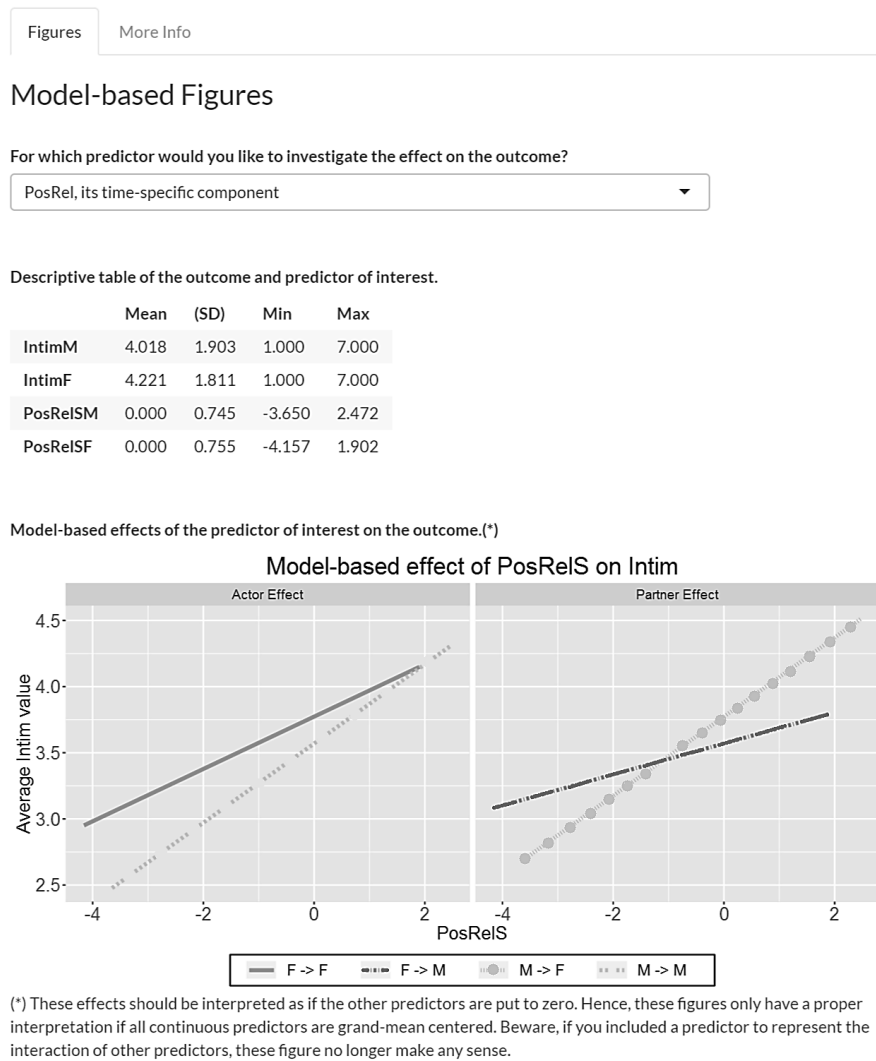 Figures More Info
Model-based Figures
For which predictor would you like to investigate the effect on the outcome?
PosRel, its time-specific component
Descriptive table of the outcome and predictor of interest.
Mean (SD) Min Max
IntimM 4.018 1.903 1.000 7.000
IntimF 4.221 1.811 1.000 7.000
PosRelSM 0.000 0.745 -3.650 2.472
PosRelSF 0.000 0.755 -4.157 1.902
Model-based effects of the predictor of interest on the outcome.(*)
Model-based effect of PosRelS on Intim
Actor Effect Partner Effect
Average Intim value
4.5
4.0
3.5
3.0
2.5
-4 -2 0 2 -4 -2 0 2
PosRelS
F -> F F -> M M -> F M -> M
(*) These effects should be interpreted as if the other predictors are put to zero. Hence, these figures only have a proper
interpretation if all continuous predictors are grand-mean centered. Beware, if you included a predictor to represent the
interaction of other predictors, these figure no longer make any sense.